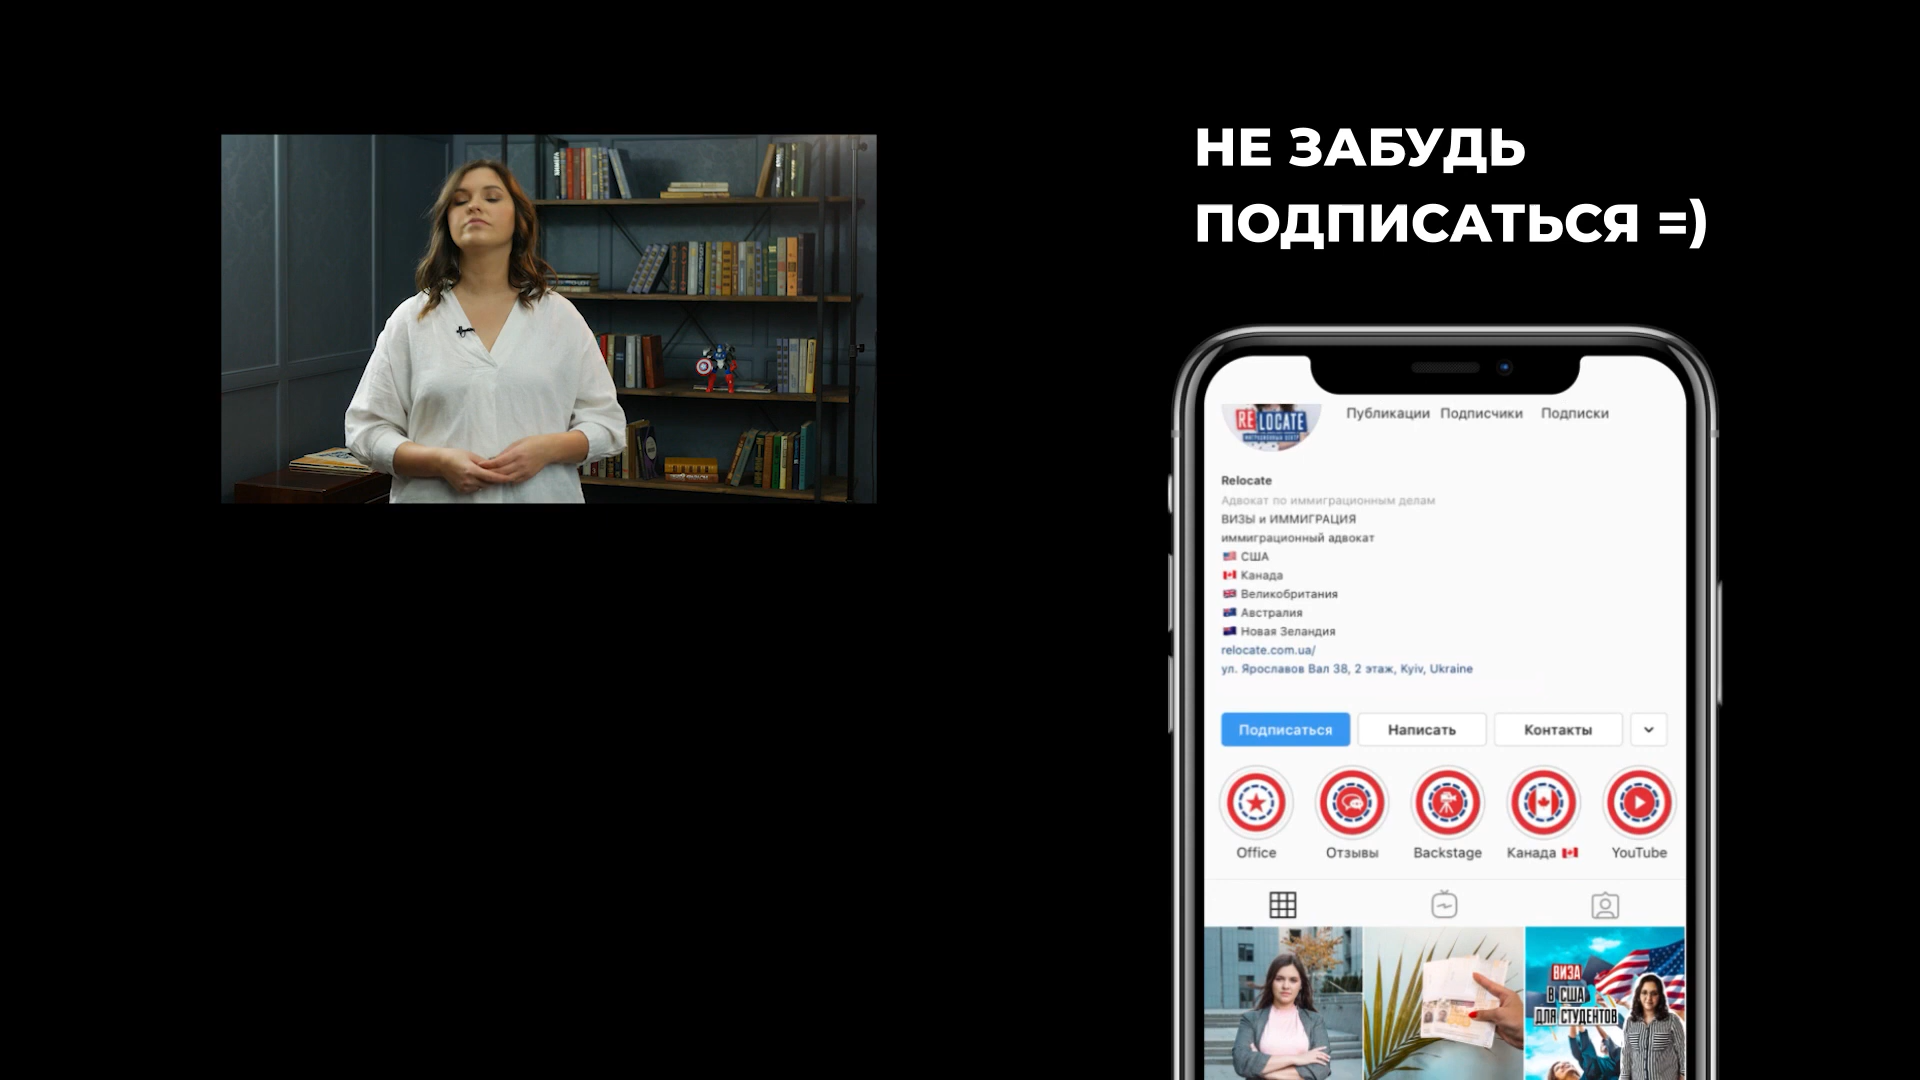 НЕ ЗАБУДЬ
ПОДПИСАТЬСЯ =)
RELOCATE
Публикации Подписчики Подписки
Relocate
Адвокат по иммиграционным делам
ВИЗЫ и ИММИГРАЦИЯ
иммиграционный адвокат
🇺🇸 США
🇨🇦 Канада
🇬🇧 Великобритания
🇦🇺 Австралия
🇳🇿 Новая Зеландия
relocate.com.ua/
ул. Ярославов Вал 38, 2 этаж, Kyiv, Ukraine
Подписаться Написать Контакты
Office Отзывы Backstage Канада 🇨🇦 YouTube
ВИЗА
В США
ДЛЯ СТУДЕНТОВ